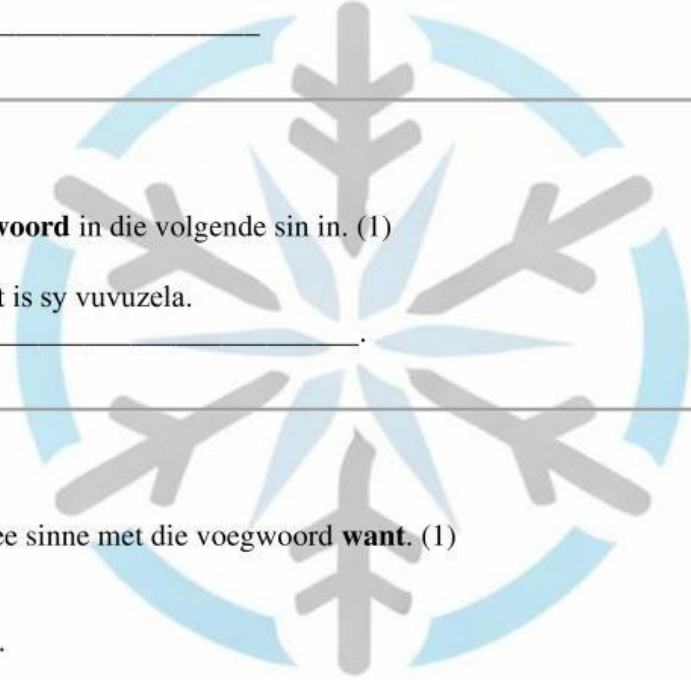 woord in die volgende sin in. (1)
t is sy vuvuzela.
.
ee sinne met die voegwoord want. (1)
.